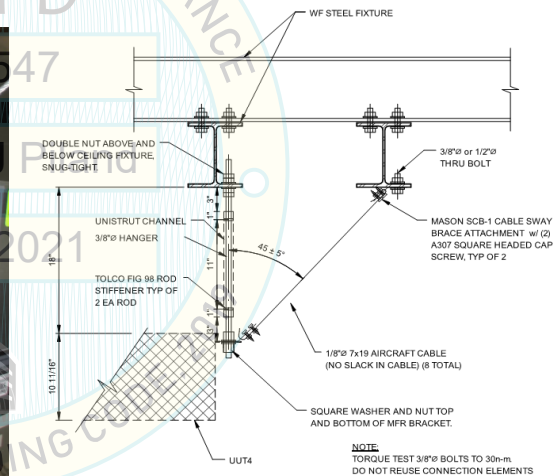 WF STEEL FIXTURE
DOUBLE NUT ABOVE AND
BELOW CEILING FIXTURE,
SNUG-TIGHT
3/8"Ø or 1/2"Ø
THRU BOLT
3"
1"
UNISTRUT CHANNEL
3/8"Ø HANGER
11"
45 ± 5°
MASON SCB-1 CABLE SWAY
BRACE ATTACHMENT w/ (2)
A307 SQUARE HEADED CAP
SCREW, TYP OF 2
18"
TOLCO FIG 98 ROD
STIFFENER TYP OF
2 EA ROD
1"
3"
1/8"Ø 7x19 AIRCRAFT CABLE
(NO SLACK IN CABLE) (8 TOTAL)
10 11/16"
SQUARE WASHER AND NUT TOP
AND BOTTOM OF MFR BRACKET.
UUT4
NOTE:
TORQUE TEST 3/8"Ø BOLTS TO 30n-m.
DO NOT REUSE CONNECTION ELEMENTS
547
Piland
2021